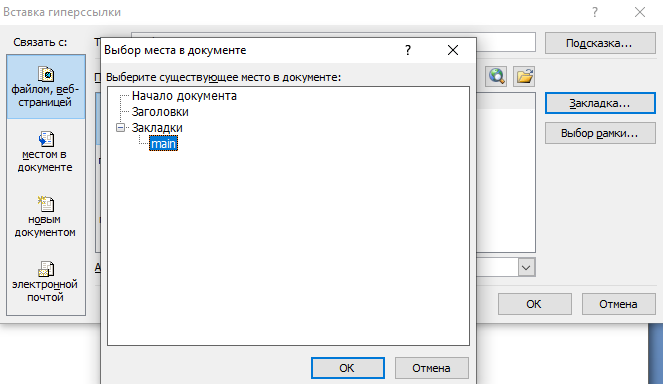 Вставка гиперссылки
Связать с:
Подсказка...
файлом, веб-
страницей
местом в
документе
новым
документом
электронной
почтой
Выбор места в документе
Выберите существующее место в документе:
Начало документа
Заголовки
Закладки
main
OK
Отмена
Закладка...
Выбор рамки...
OK
Отмена